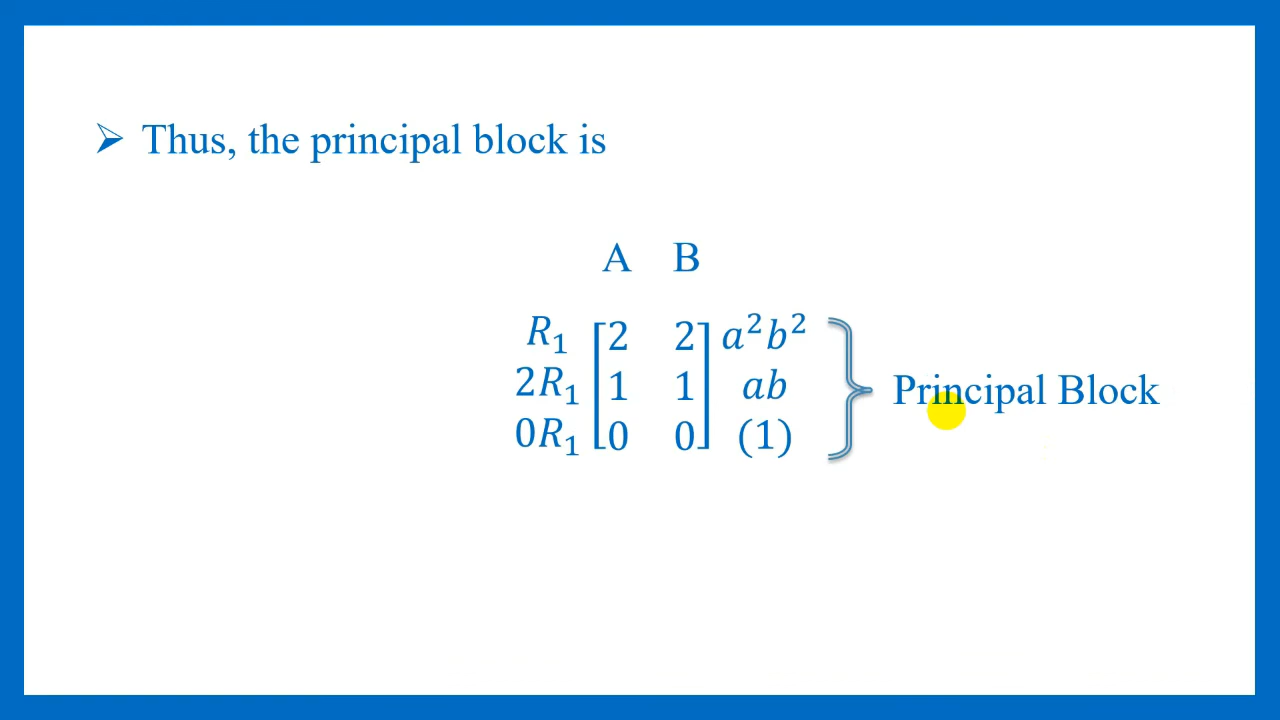 ➢ Thus, the principal block is
A B
R₁ [2 2] a²b²
2R₁ [1 1] ab
0R₁ [0 0] (1)
Principal Block